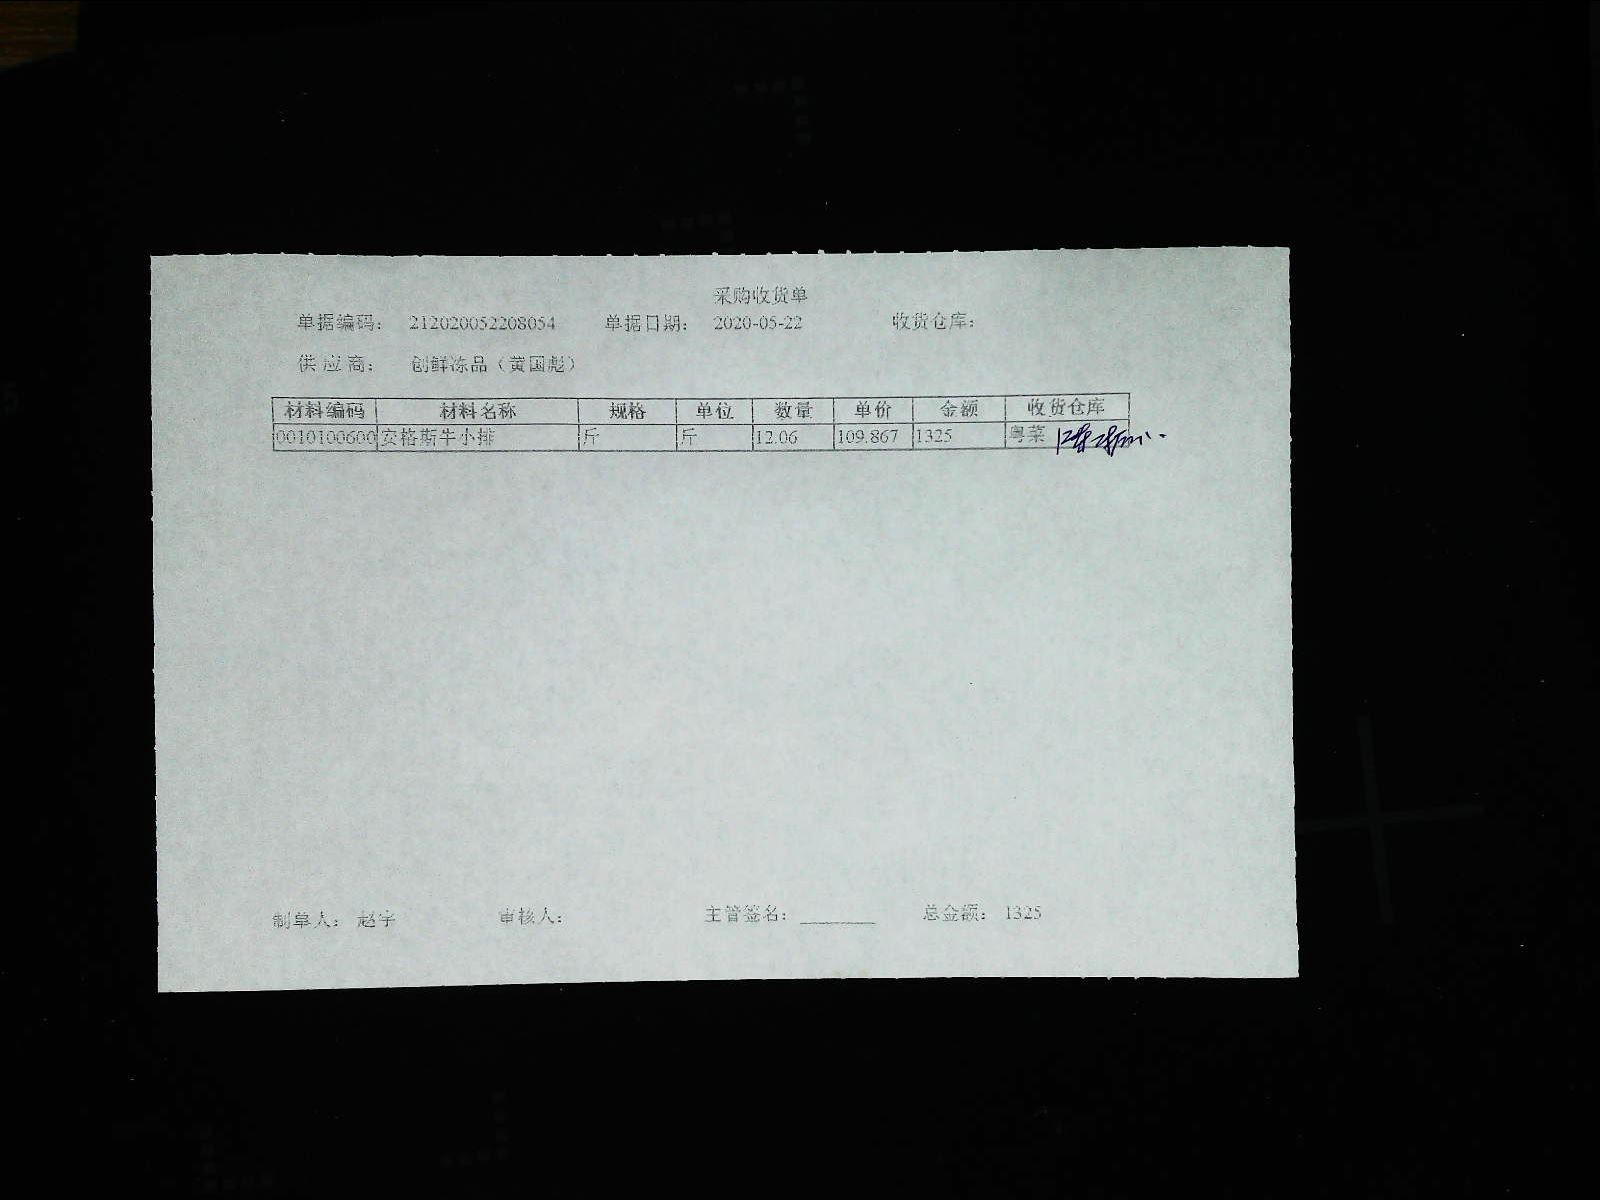 采购收货单
单据编码: 212020052208054 单据日期: 2020-05-22 收货仓库:
供应商: 创鲜冻品（黄国彪）
材料编码 材料名称 规格 单位 数量 单价 金额 收货仓库
0010100600 安格斯牛小排 斤 斤 12.06 109.867 1325 粤菜
制单人: 赵宇 审核人: 主管签名: 总金额: 1325